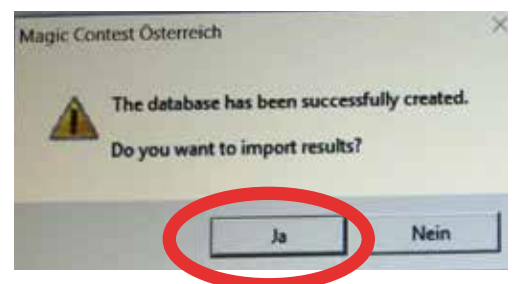 Magic Contest Österreich
The database has been successfully created.
Do you want to import results?
Ja
Nein